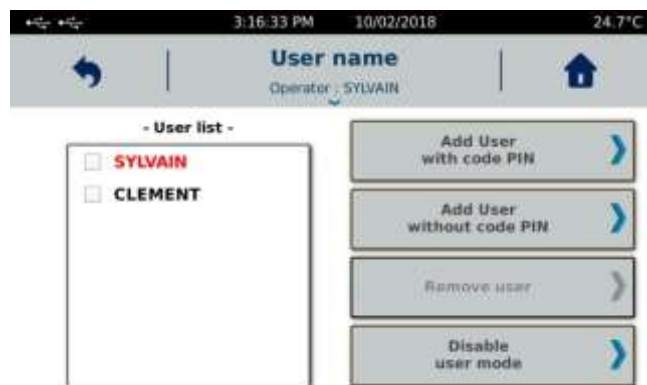 3:16:33 PM 10/02/2018 24.7°C
User name
Operator : SYLVAIN
- User list -
SYLVAIN
CLEMENT
Add User
with code PIN
Add User
without code PIN
Remove user
Disable
user mode